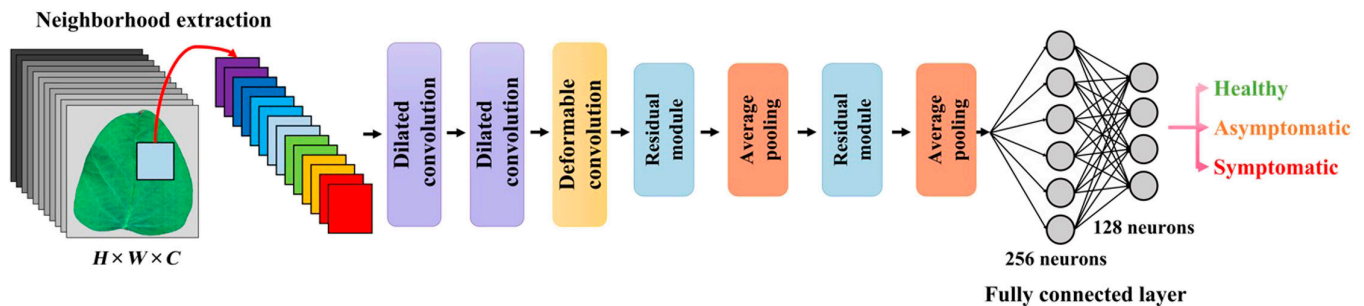 Neighborhood extraction
H × W × C
Dilated
convolution
Dilated
convolution
Deformable
convolution
Residual
module
Average
pooling
Residual
module
Average
pooling
256 neurons
128 neurons
Fully connected layer
Healthy
Asymptomatic
Symptomatic